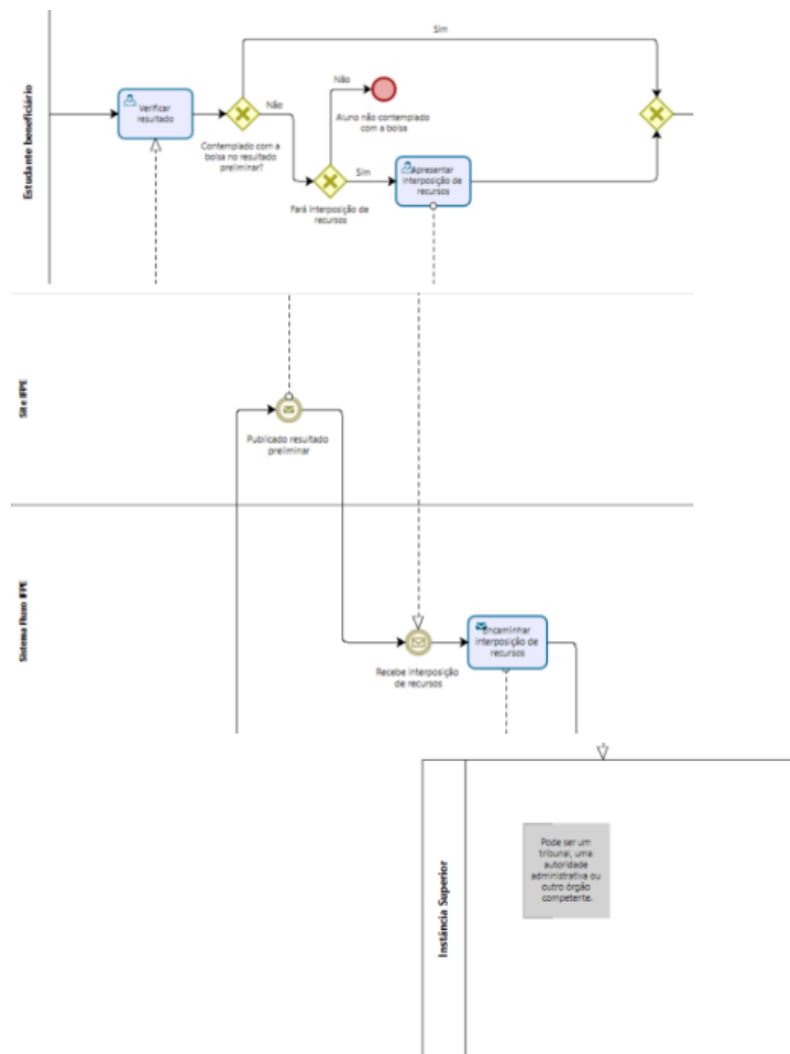 Sim
Estudante beneficiário
Verificar
resultado
Não
Contemplado com a
bolsa no resultado
preliminar?
Não
Aluno não contemplado
com a bolsa
Sim
Fará interposição de
recursos
Apresentar
interposição de
recursos
Site IFPE
Publicado resultado
preliminar
Sistema Fluxo IFPE
Recebe interposição
de recursos
Encaminhar
interposição de
recursos
Instância Superior
Pode ser um
tribunal, uma
autoridade
administrativa ou
outro órgão
competente.